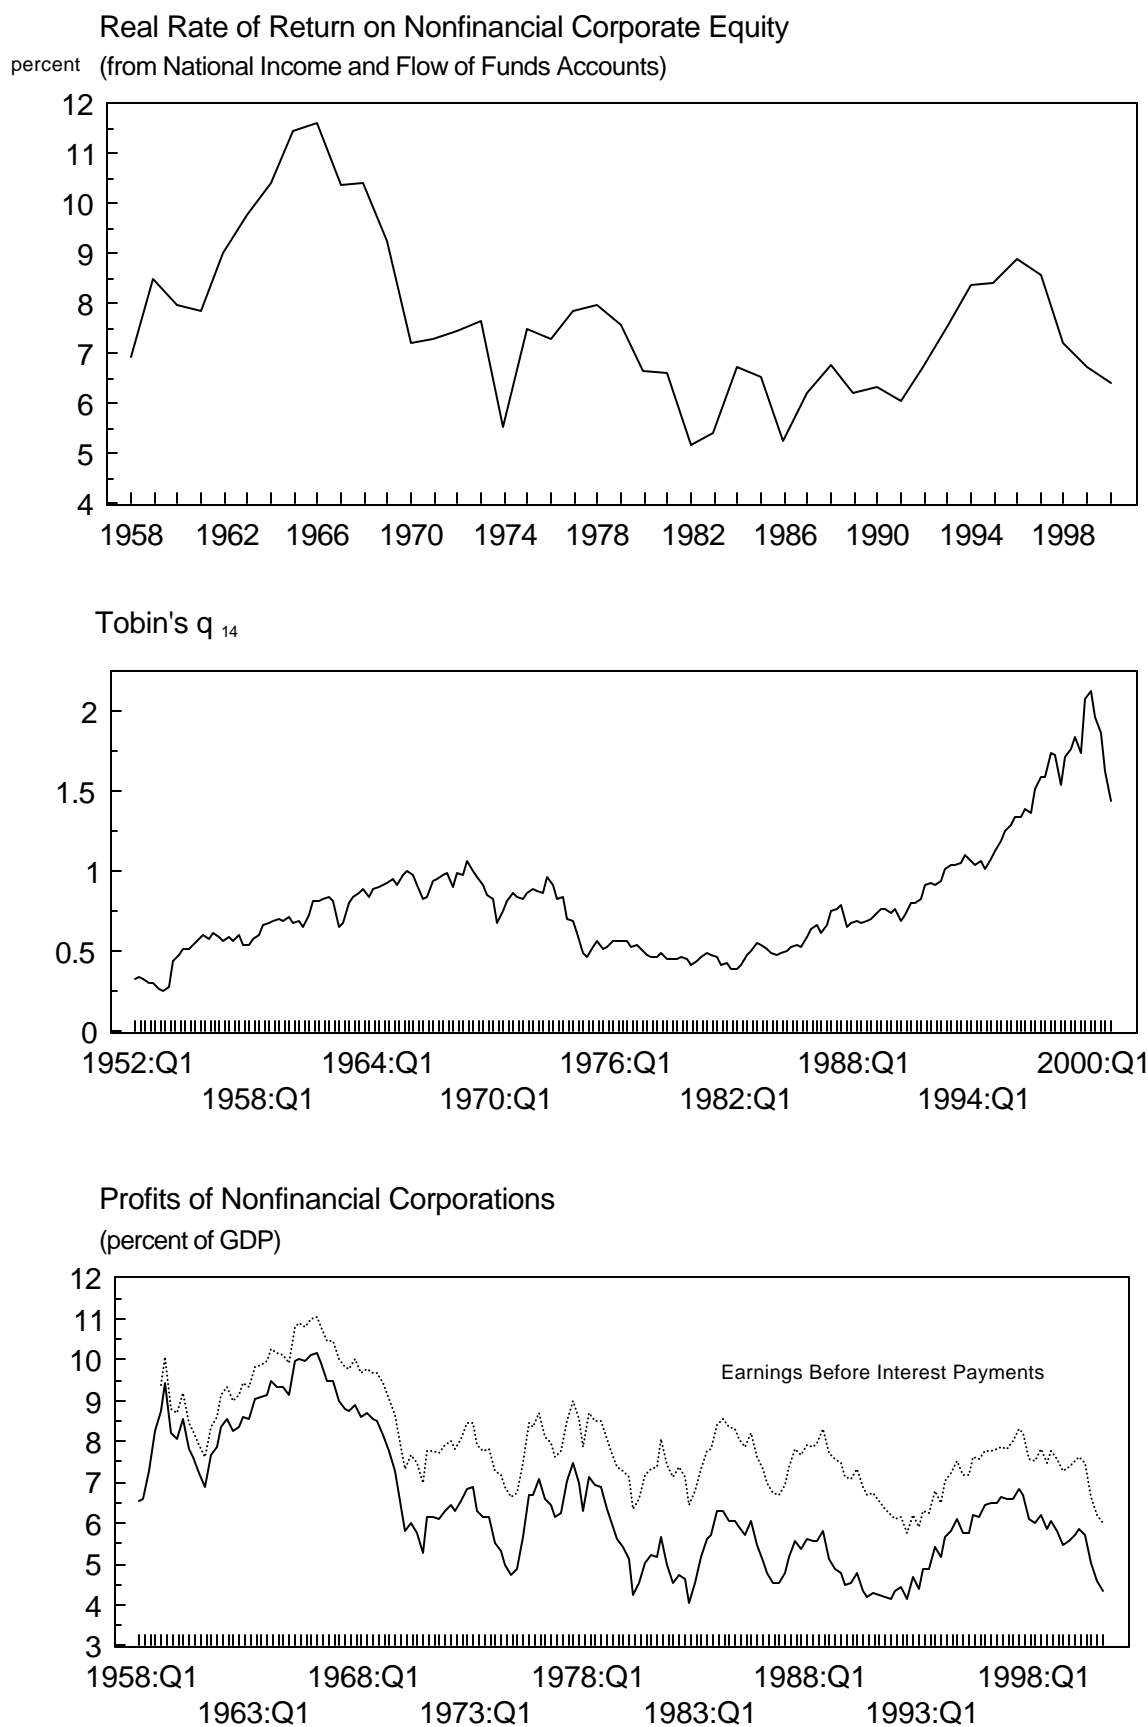 Real Rate of Return on Nonfinancial Corporate Equity
percent (from National Income and Flow of Funds Accounts)
12
11
10
9
8
7
6
5
4
1958 1962 1966 1970 1974 1978 1982 1986 1990 1994 1998
Tobin's q 14
2
1.5
1
0.5
0
1952:Q1 1964:Q1 1976:Q1 1988:Q1 2000:Q1
1958:Q1 1970:Q1 1982:Q1 1994:Q1
Profits of Nonfinancial Corporations
(percent of GDP)
12
11
10
Earnings Before Interest Payments
9
8
7
6
5
4
3
1958:Q1 1968:Q1 1978:Q1 1988:Q1 1998:Q1
1963:Q1 1973:Q1 1983:Q1 1993:Q1